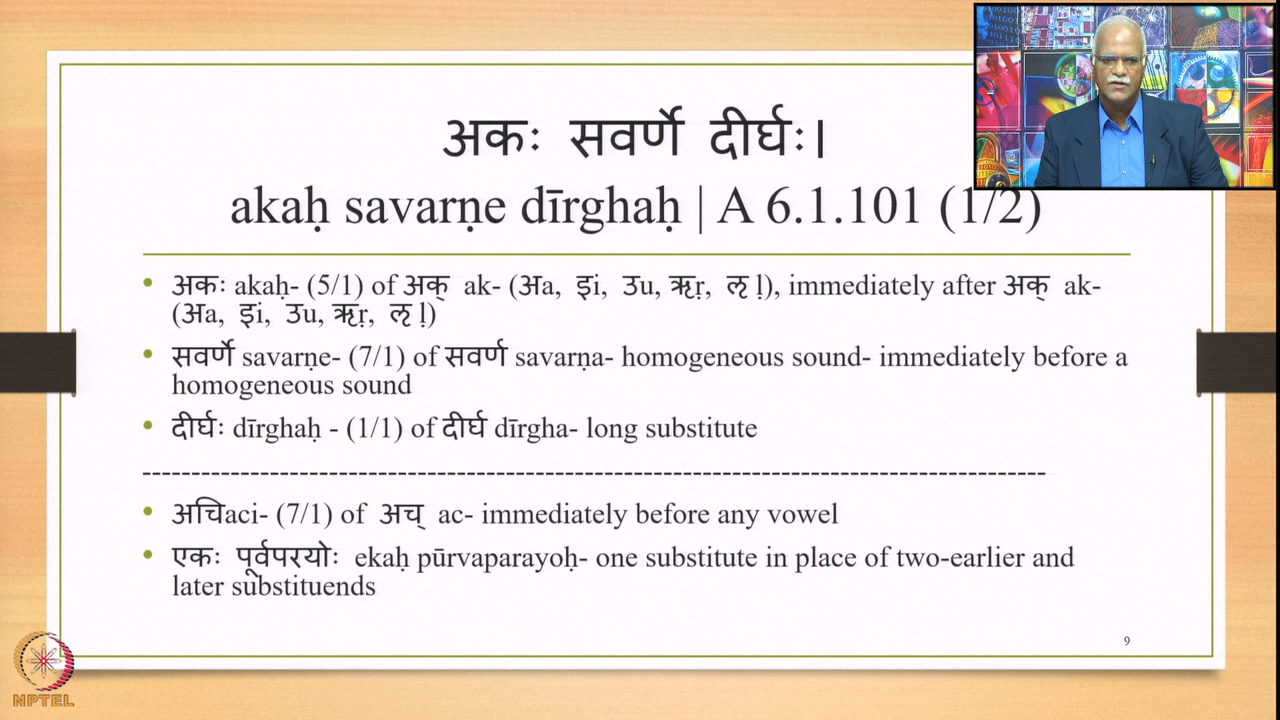 अकः सवर्णे दीर्घः।
akaḥ savarṇe dīrghaḥ | A 6.1.101 (1/2)
• अकः akaḥ- (5/1) of अक् ak- (अa, इi, उu, ऋṛ, ऌ ḷ), immediately after अक् ak-
(अa, इi, उu, ऋṛ, ऌ ḷ)
• सवर्णे savarṇe- (7/1) of सवर्ण savarṇa- homogeneous sound- immediately before a
homogeneous sound
• दीर्घः dīrghaḥ - (1/1) of दीर्घ dīrgha- long substitute
----------------------------------------------------------------------------------------------
• अचिaci- (7/1) of अच् ac- immediately before any vowel
• एकः पूर्वपरयोः ekaḥ pūrvaparayoḥ- one substitute in place of two-earlier and
later substituends
9
NPTEL